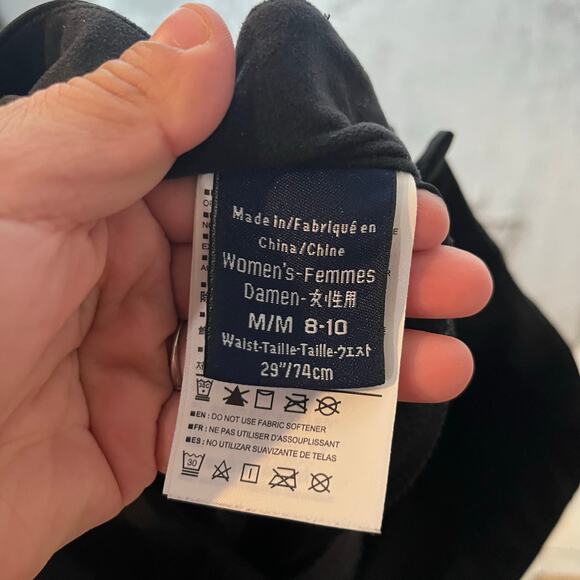 Made in/Fabriqué en
China/Chine
Women's-Femmes
Damen-女性用
M/M 8-10
Waist-Taille-Taille-ウエスト
29"/74cm
■EN: DO NOT USE FABRIC SOFTENER
■FR: NE PAS UTILISER D'ASSOUPLISSANT
■ES: NO UTILIZAR SUAVIZANTE DE TELAS
30